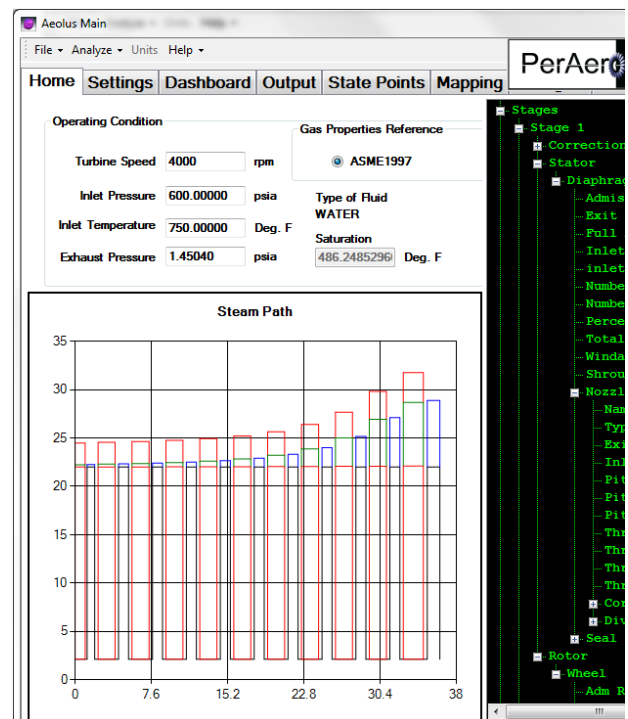 Aeolus Main
File Analyze Units Help
PerAero
Home Settings Dashboard Output State Points Mapping
Operating Condition
Gas Properties Reference
Turbine Speed 4000 rpm
ASME1997
Inlet Pressure 600.00000 psia
Type of Fluid
WATER
Inlet Temperature 750.00000 Deg. F
Saturation
Exhaust Pressure 1.45040 psia
486.2485296 Deg. F
Steam Path
35
30
25
20
15
10
5
0
0 7.6 15.2 22.8 30.4 38
Stages
Stage 1
Correction
Stator
Diaphrag
Admis
Exit
Full
Inlet
inlet
Numbe
Numbe
Perce
Total
Winda
Shrou
Nozzl
Nam
Typ
Exi
Inl
Pit
Pit
Pit
Thr
Thr
Thr
Thr
Cor
Div
Seal
Rotor
Wheel
Adm R